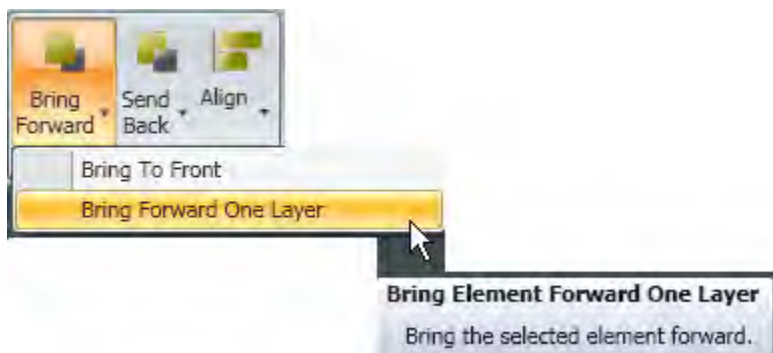 Bring Forward
Send Back
Align
Bring To Front
Bring Forward One Layer
Bring Element Forward One Layer
Bring the selected element forward.